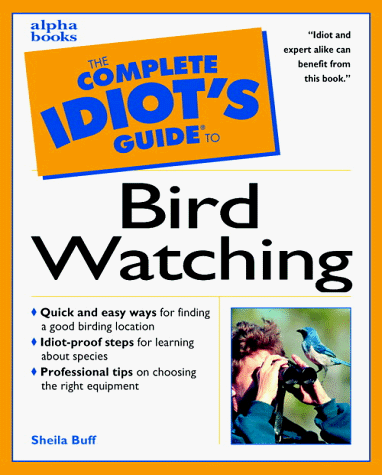 alpha
books
"Idiot and
expert alike can
benefit from
this book."
THE
COMPLETE
IDIOT'S
GUIDE® TO
Bird
Watching
♦ Quick and easy ways for finding
a good birding location
♦ Idiot-proof steps for learning
about species
♦ Professional tips on choosing
the right equipment
Sheila Buff